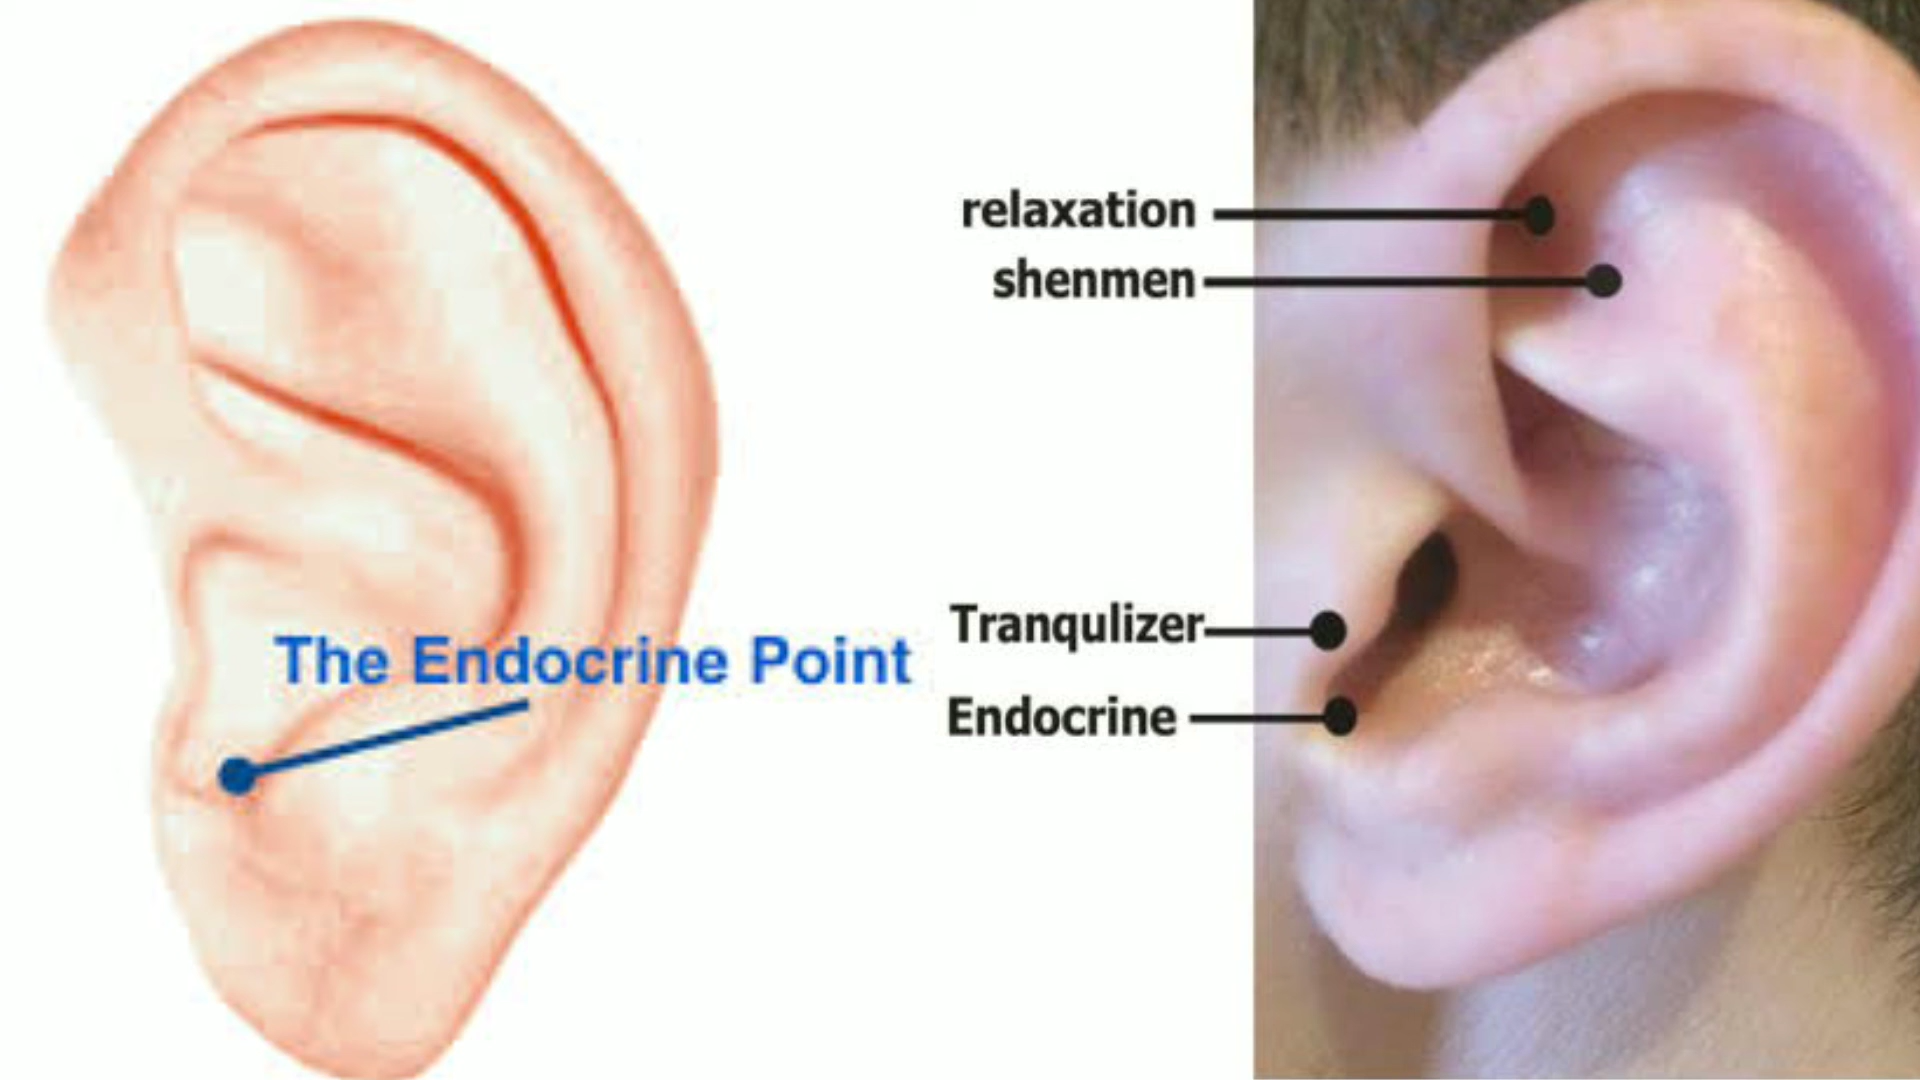 The Endocrine Point
relaxation
shenmen
Tranqulizer
Endocrine